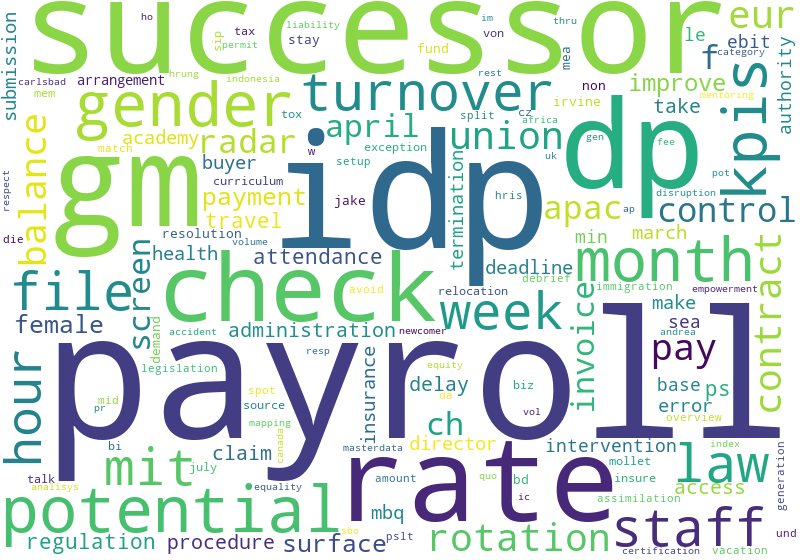 successor
payroll
idp
gm
dp
check
rate
gender
turnover
potential
month
kpis
file
staff
law
week
mit
hour
pay
union
control
rotation
contract
apac
radar
april
balance
invoice
screen
eur
ch
f
improve
payment
travel
female
attendance
administration
regulation
procedure
surface
delay
claim
director
intervention
deadline
insurance
termination
submission
authority
buyer
health
academy
arrangement
resolution
take
march
make
sea
base
ps
error
access
mbq
ebit
le
min
stay
tax
fund
tox
jake
curriculum
legislation
demand
source
spot
mapping
talk
july
bi
pr
mid
analisys
equality
amount
masterdata
pslt
bd
ic
quo
da
equity
resp
accident
newcomer
volume
avoid
relocation
debrief
immigration
empowerment
andrea
overview
biz
vol
mollet
insure
assimilation
index
certification
vacation
und
generation
category
mentoring
disruption
permit
liability
ho
sip
im
von
rest
thru
mea
non
irvine
split
cz
africa
uk
gen
fee
pot
ap
hris
exception
setup
w
match
indonesia
hrung
carlsbad
mem
respect
die
canada
sbo